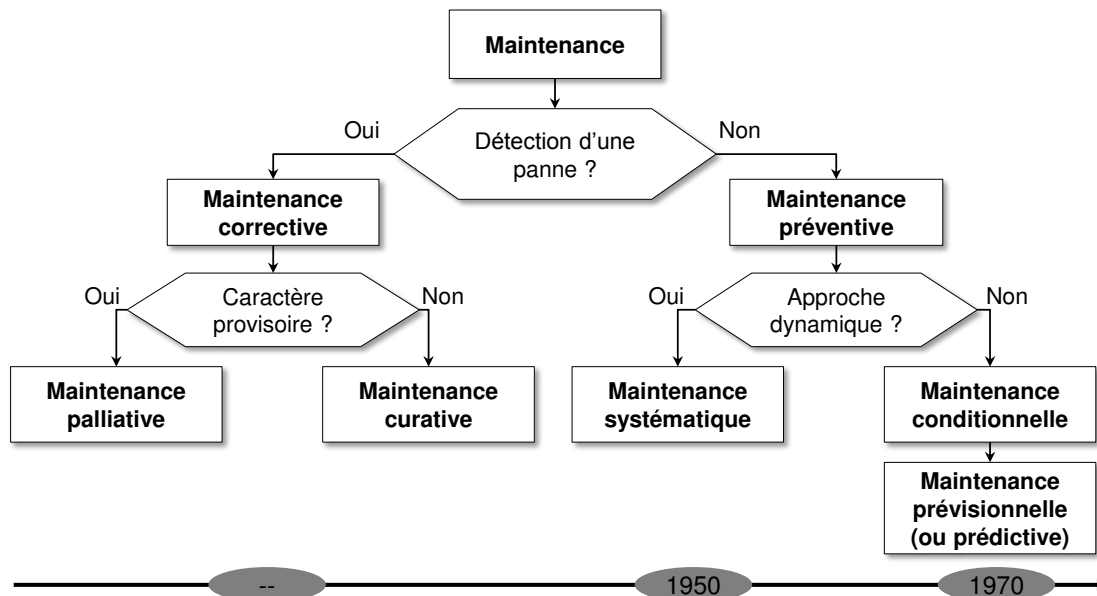 Maintenance
Détection d'une
panne ?
Oui
Non
Maintenance
corrective
Maintenance
préventive
Caractère
provisoire ?
Oui
Non
Approche
dynamique ?
Oui
Non
Maintenance
palliative
Maintenance
curative
Maintenance
systématique
Maintenance
conditionnelle
Maintenance
prévisionnelle
(ou prédictive)
--
1950
1970